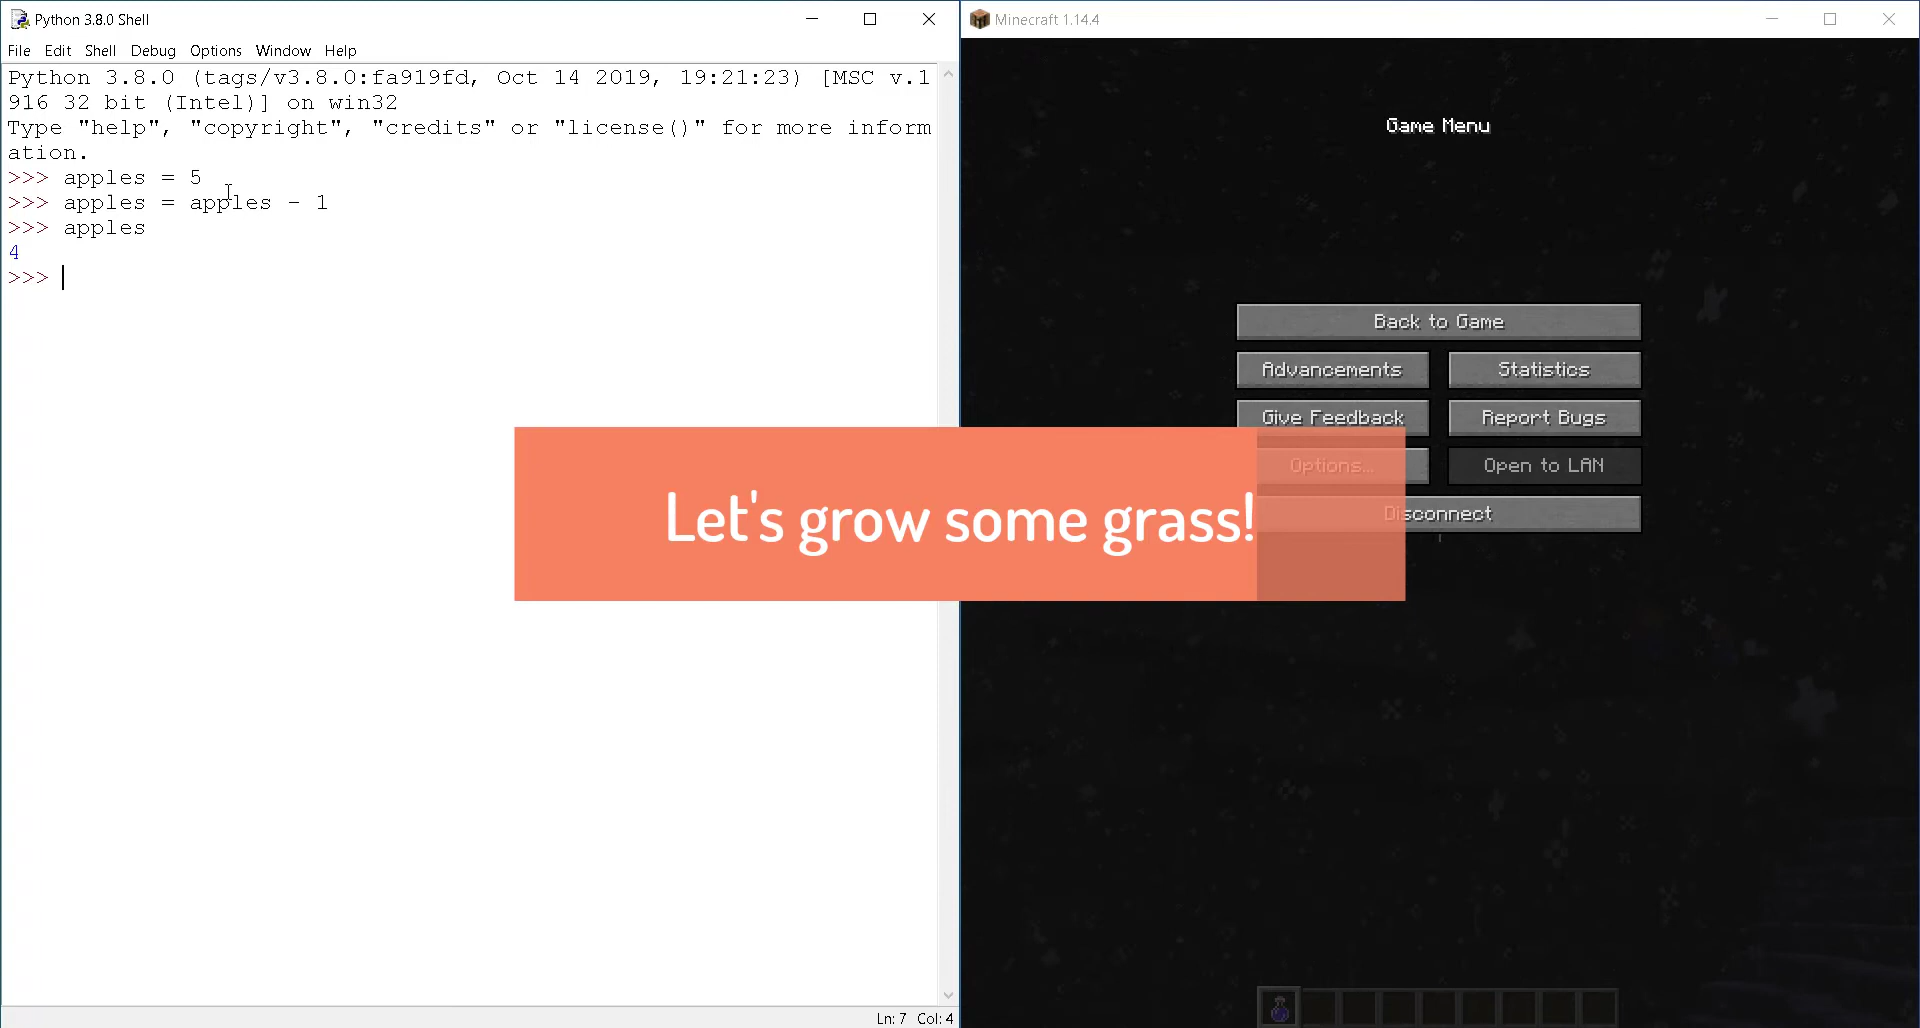 Python 3.8.0 Shell
File Edit Shell Debug Options Window Help
Python 3.8.0 (tags/v3.8.0:fa919fd, Oct 14 2019, 19:21:23) [MSC v.1
916 32 bit (Intel)] on win32
Type "help", "copyright", "credits" or "license()" for more inform
ation.
>>> apples = 5
>>> apples = apples - 1
>>> apples
4
>>>
Ln: 7 Col: 4
Minecraft 1.14.4
Game Menu
Back to Game
Advancements
Statistics
Give Feedback
Report Bugs
Options...
Open to LAN
Disconnect
Let's grow some grass!